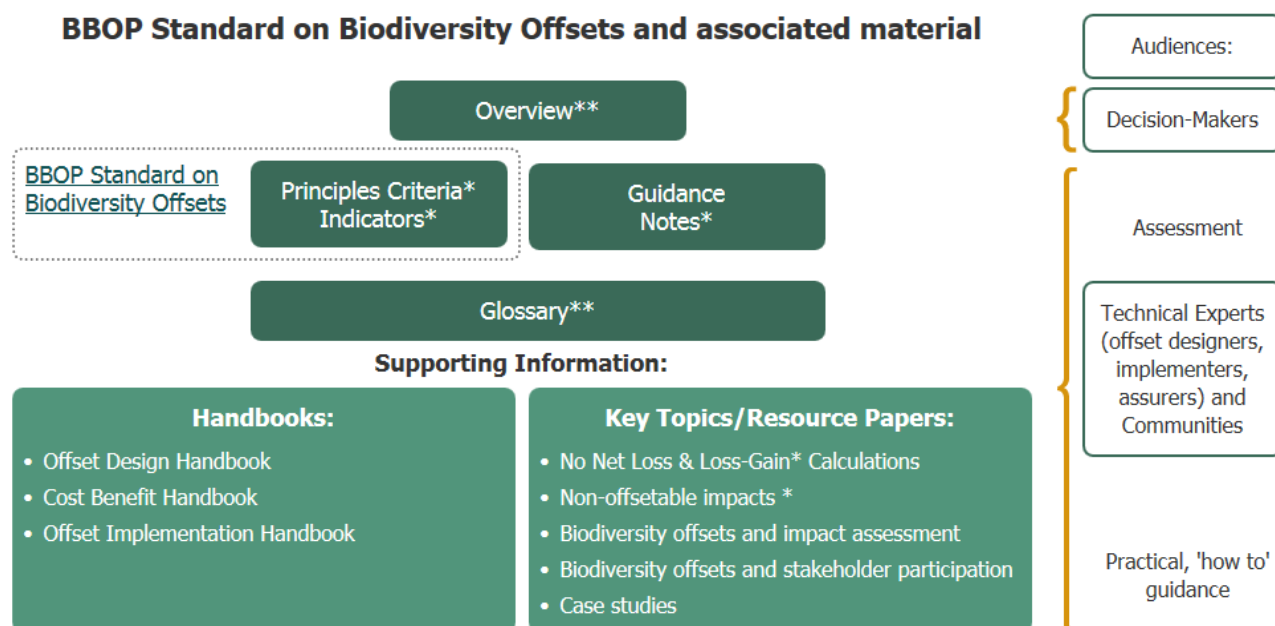 BBOP Standard on Biodiversity Offsets and associated material
Overview**
BBOP Standard on
Biodiversity Offsets
Principles Criteria*
Indicators*
Guidance
Notes*
Glossary**
Supporting Information:
Handbooks:
• Offset Design Handbook
• Cost Benefit Handbook
• Offset Implementation Handbook
Key Topics/Resource Papers:
• No Net Loss & Loss-Gain* Calculations
• Non-offsetable impacts *
• Biodiversity offsets and impact assessment
• Biodiversity offsets and stakeholder participation
• Case studies
Audiences:
Decision-Makers
Assessment
Technical Experts
(offset designers,
implementers,
assurers) and
Communities
Practical, 'how to'
guidance